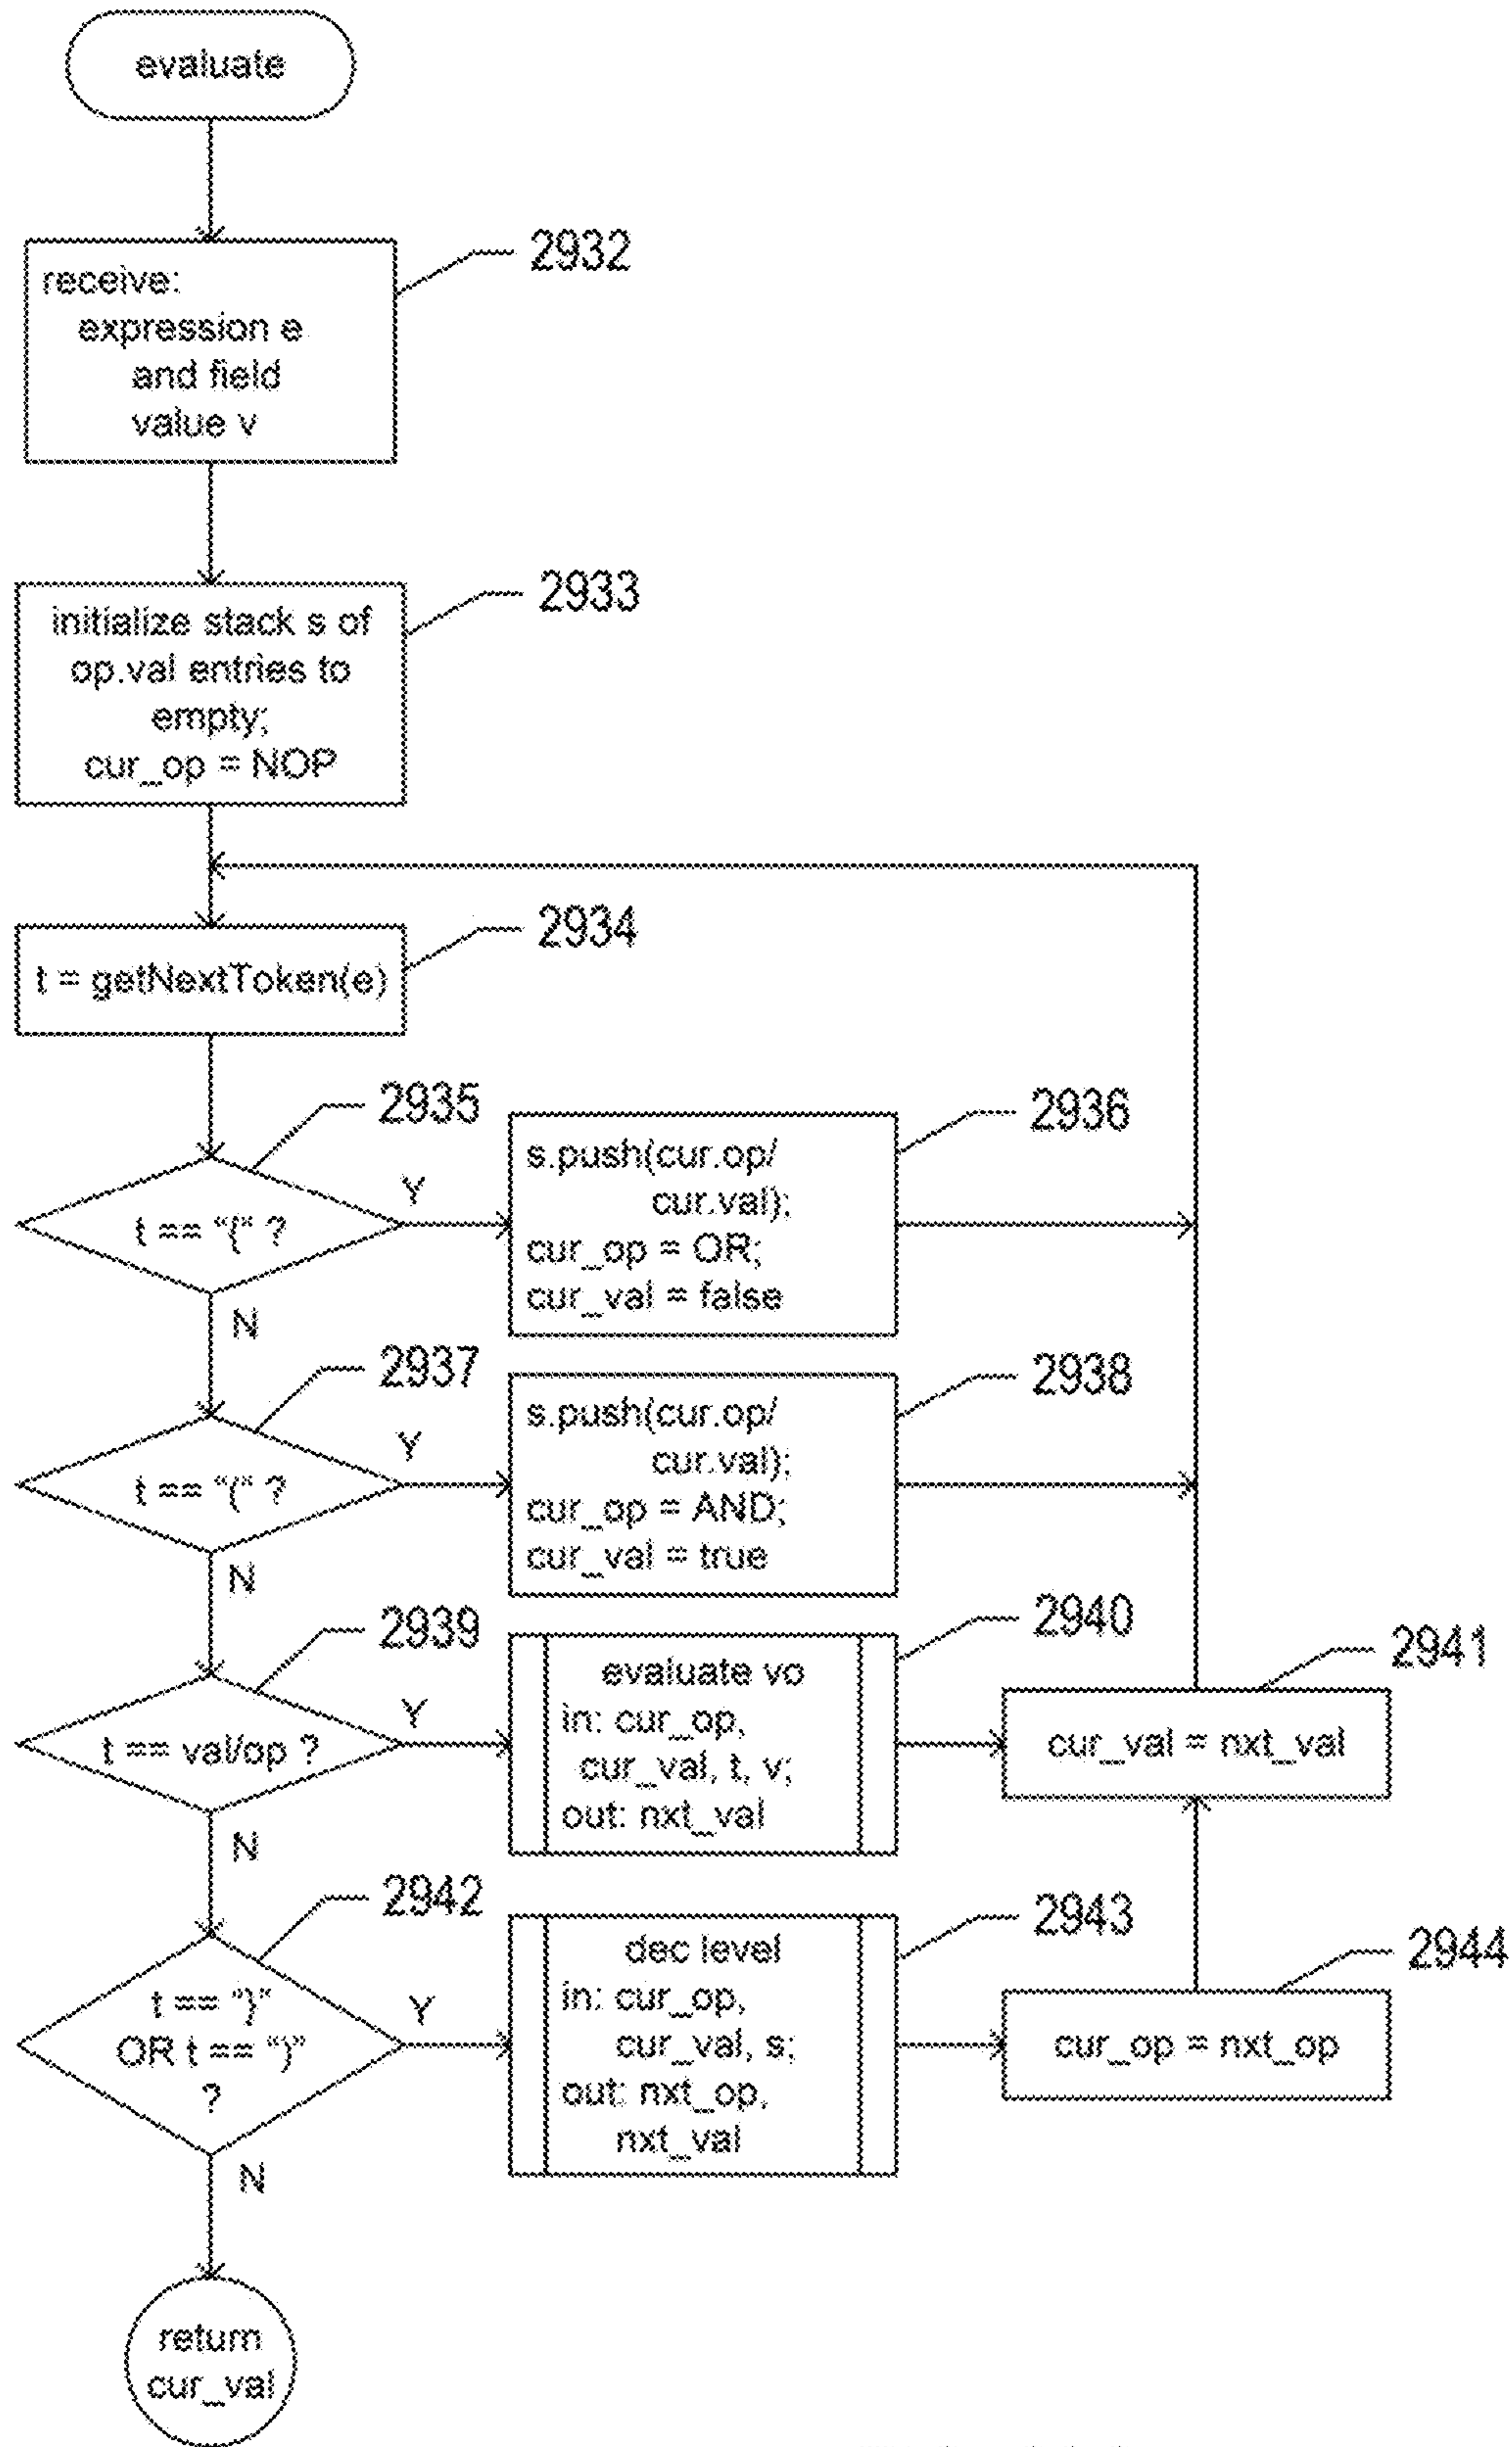 evaluate
2932
receive:
expression e
and field
value v
2933
initialize stack s of
op.val entries to
empty;
cur_op = NOP
2934
t = getNextToken(e)
2935
t == "{" ?
Y
N
2936
s.push(cur.op/
cur.val);
cur_op = OR;
cur_val = false
2937
t == "(" ?
Y
N
2938
s.push(cur.op/
cur.val);
cur_op = AND;
cur_val = true
2939
t == val/op ?
Y
N
2940
evaluate vo
in: cur_op,
cur_val, t, v;
out: nxt_val
2941
cur_val = nxt_val
2942
t == "}"
OR t == ")"
?
Y
N
2943
dec level
in: cur_op,
cur_val, s;
out: nxt_op,
nxt_val
2944
cur_op = nxt_op
return
cur_val